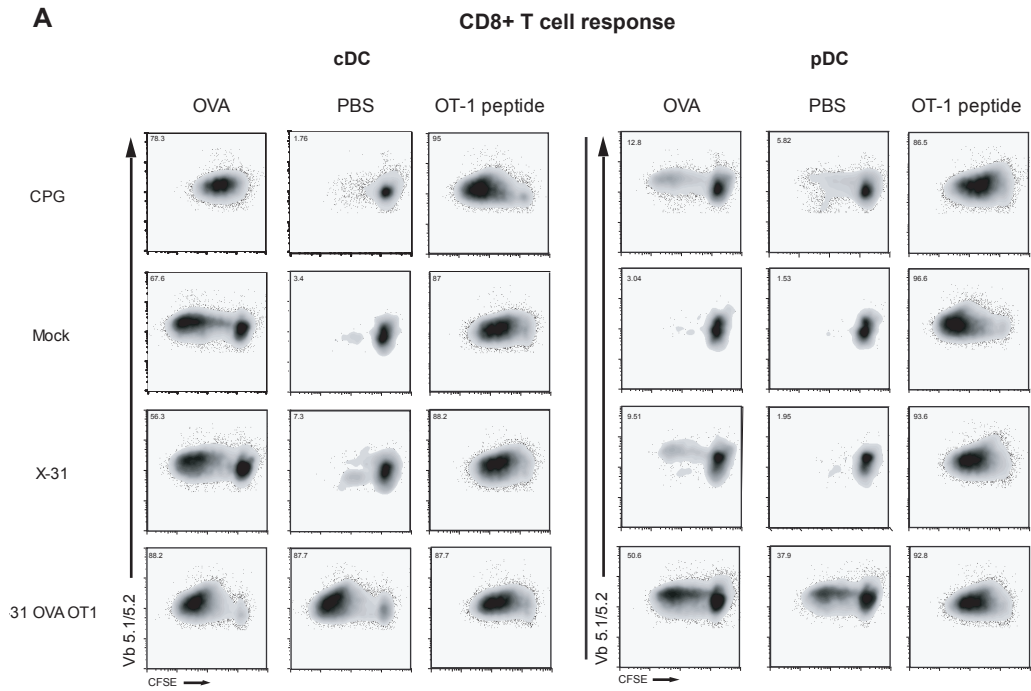 A
CD8+ T cell response
cDC
pDC
OVA
PBS
OT-1 peptide
OVA
PBS
OT-1 peptide
CPG
78.3
1.76
95
12.8
5.82
86.5
Mock
67.6
3.4
87
3.04
1.53
96.6
X-31
56.3
7.3
88.2
9.51
1.95
93.6
31 OVA OT1
88.2
87.7
87.7
50.6
37.9
92.8
Vb 5.1/5.2
Vb 5.1/5.2
CFSE
CFSE